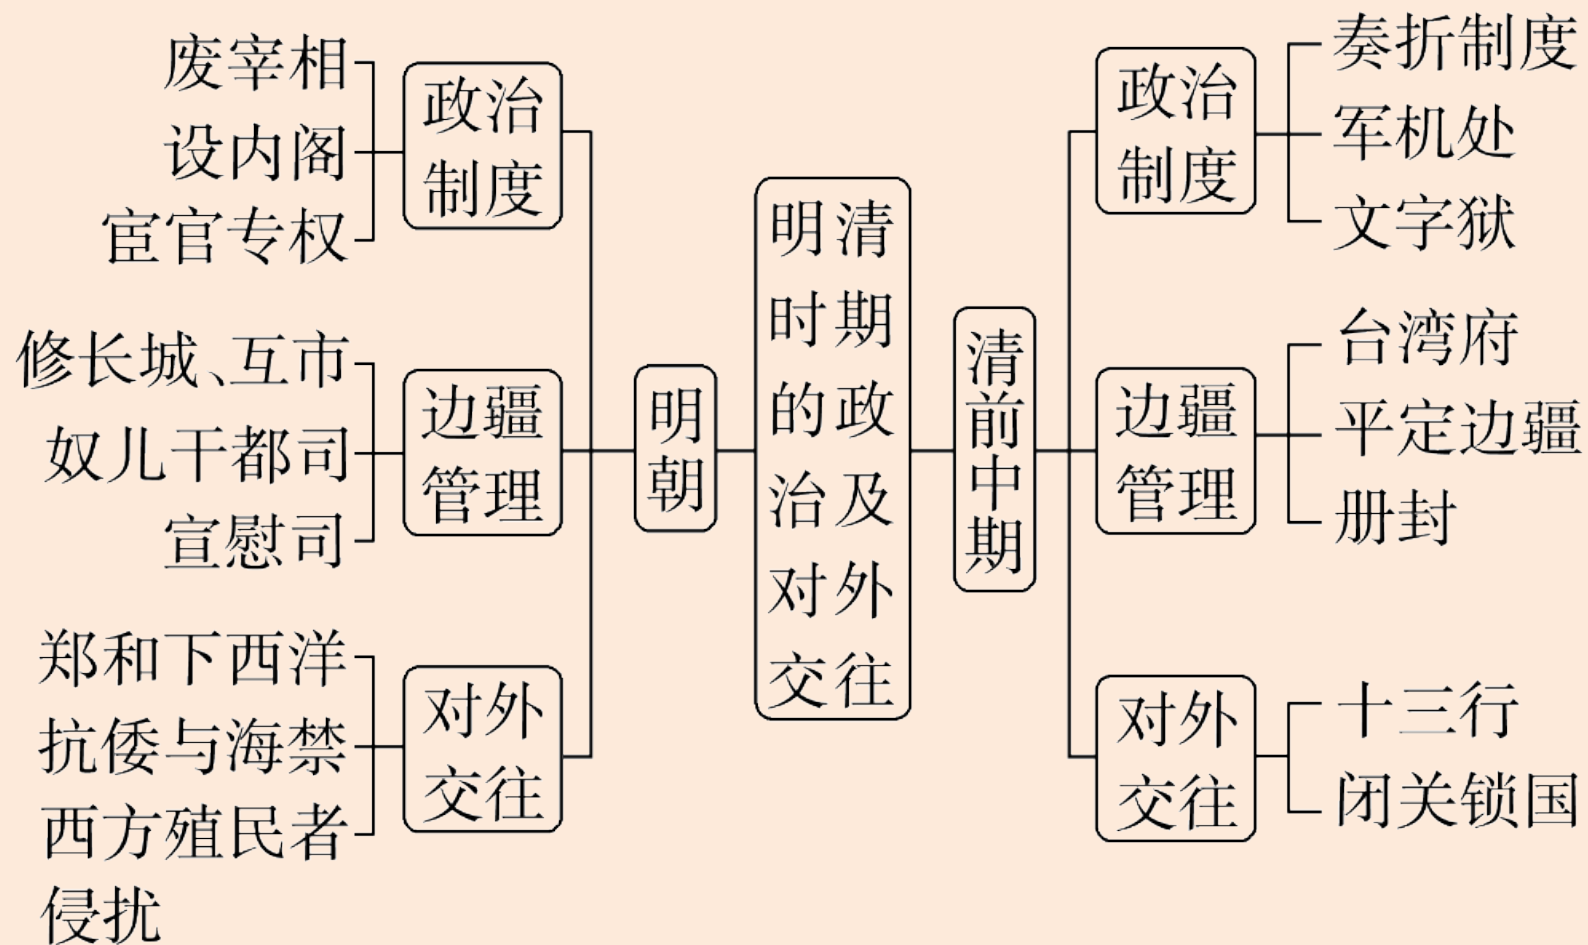 明清
时期
的政
治及
对外
交往
明朝
政治
制度
废宰相
设内阁
宦官专权
边疆
管理
修长城、互市
奴儿干都司
宣慰司
对外
交往
郑和下西洋
抗倭与海禁
西方殖民者
侵扰
清前中期
政治
制度
奏折制度
军机处
文字狱
边疆
管理
台湾府
平定边疆
册封
对外
交往
十三行
闭关锁国